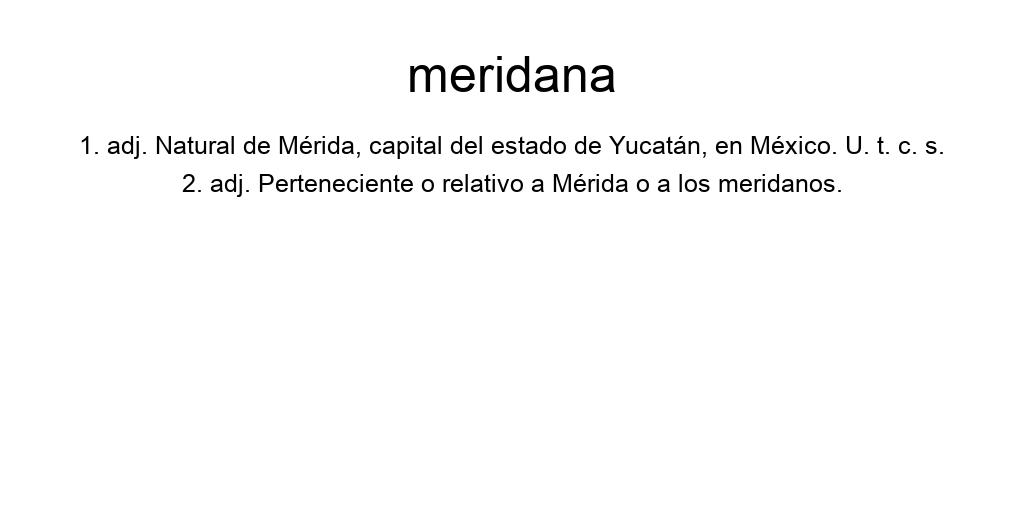 meridana
1. adj. Natural de Mérida, capital del estado de Yucatán, en México. U. t. c. s.
2. adj. Perteneciente o relativo a Mérida o a los meridanos.